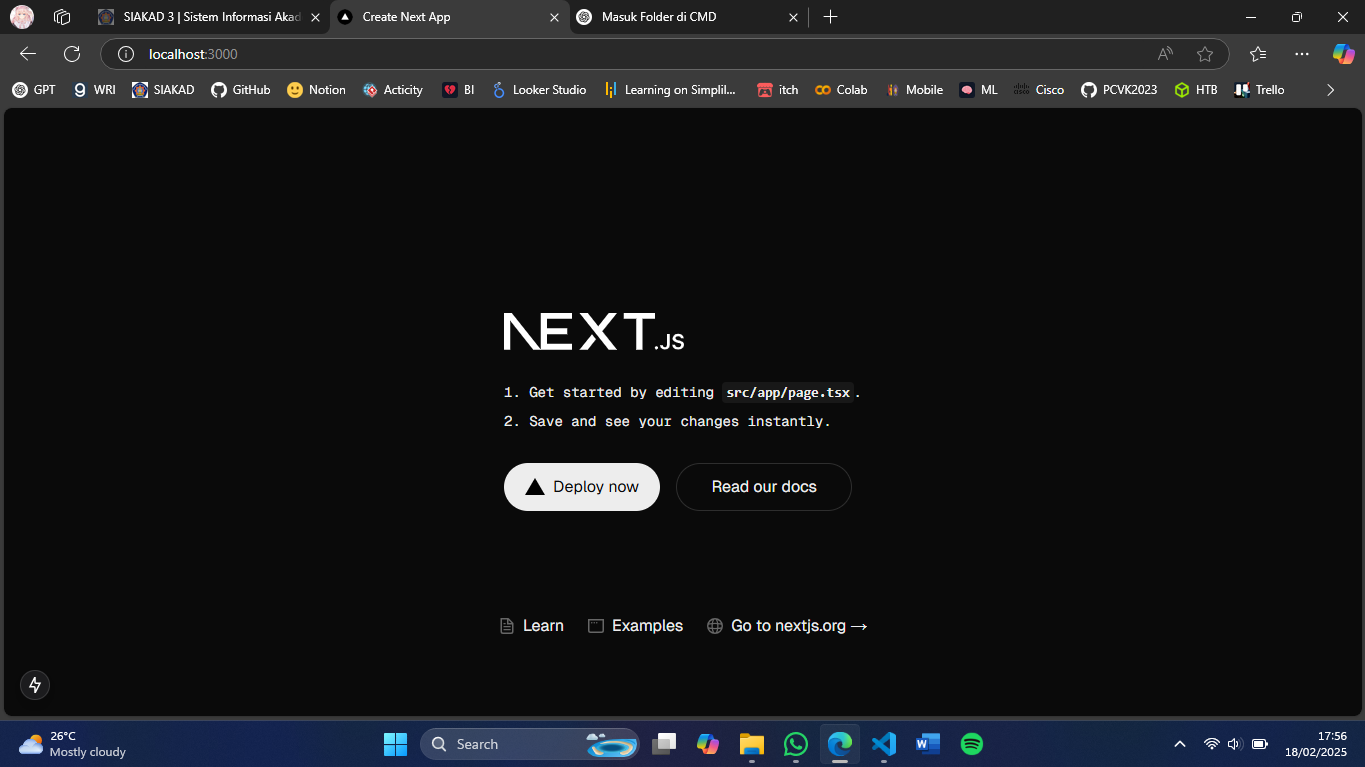 SIAKAD 3 | Sistem Informasi Akad
Create Next App
Masuk Folder di CMD
localhost:3000
GPT WRI SIAKAD GitHub Notion Acticity BI Looker Studio Learning on Simplil... itch Colab Mobile ML Cisco PCVK2023 HTB Trello
NEXT.JS
1. Get started by editing src/app/page.tsx.
2. Save and see your changes instantly.
Deploy now
Read our docs
Learn
Examples
Go to nextjs.org →
26°C
Mostly cloudy
Search
17:56
18/02/2025